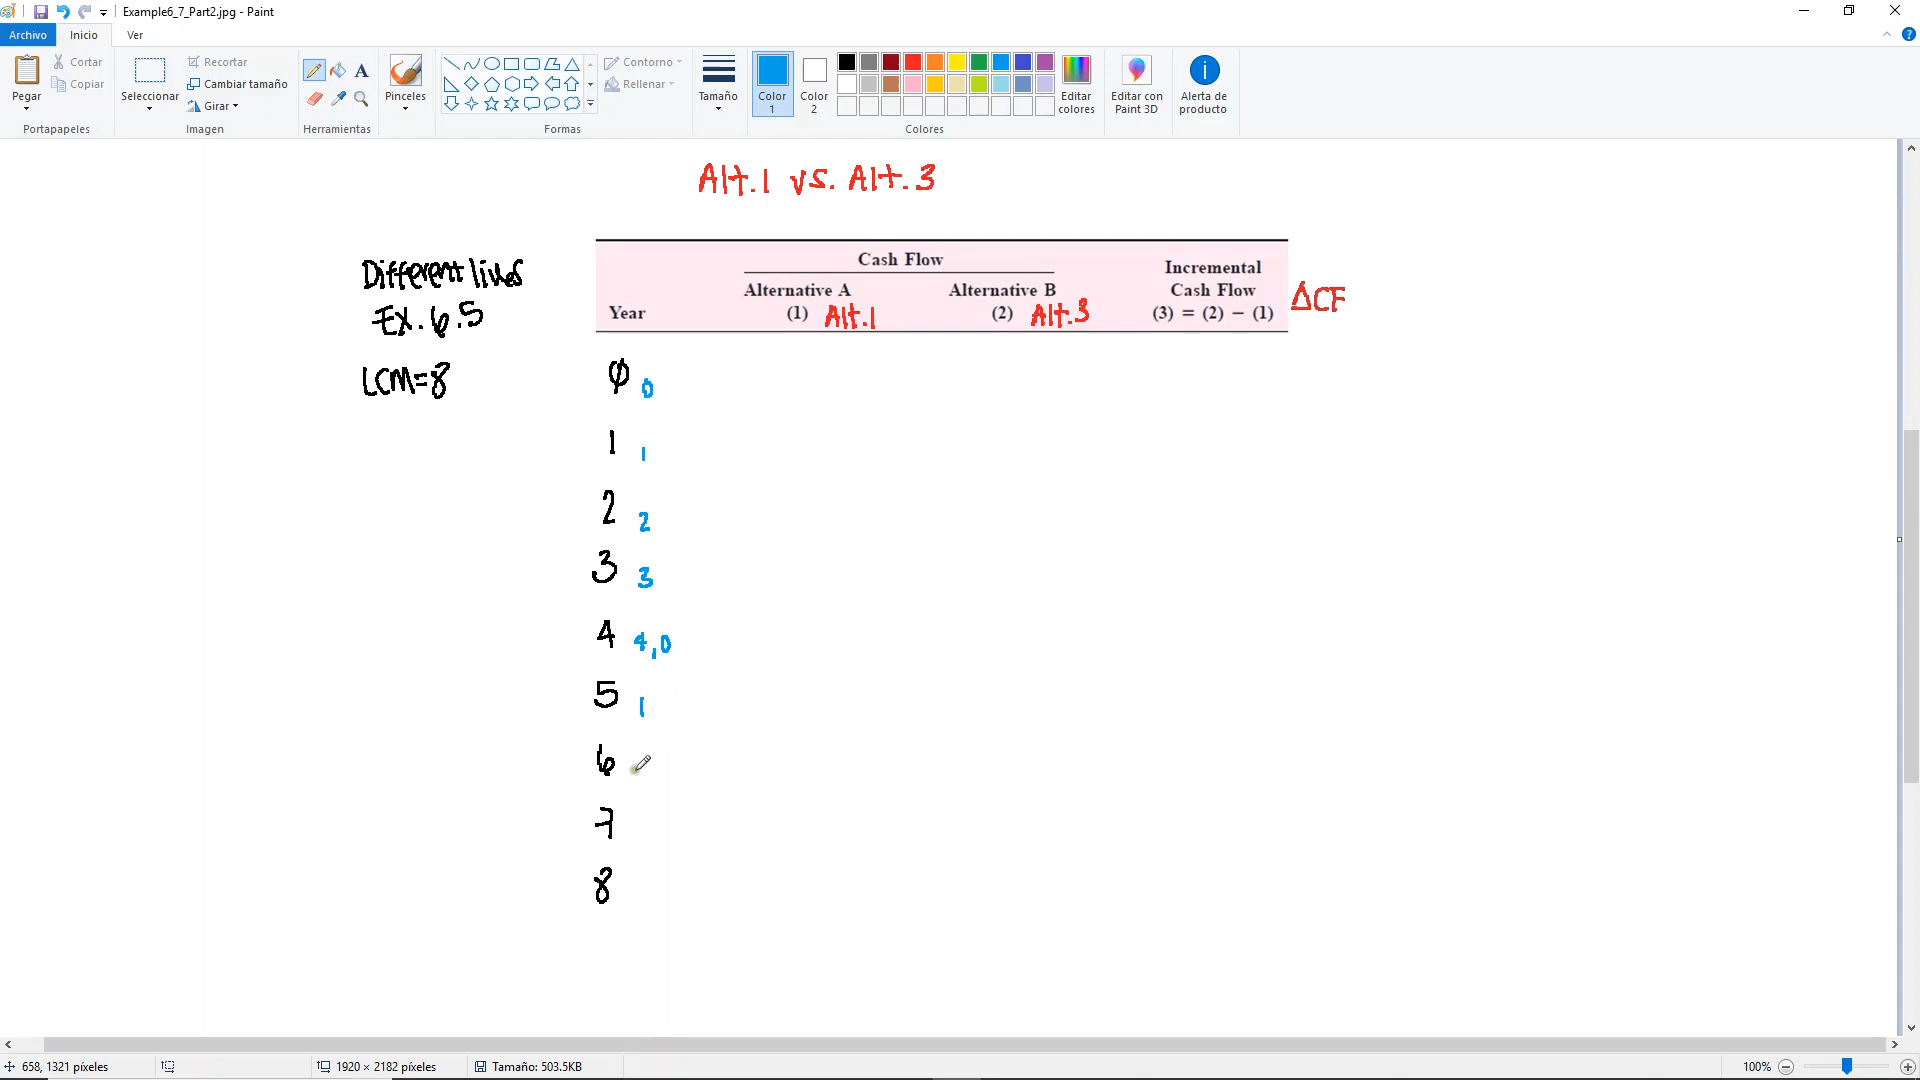 Example6_7_Part2.jpg - Paint
Archivo Inicio Ver
Pegar
Cortar
Copiar
Portapapeles
Seleccionar
Recortar
Cambiar tamaño
Girar
Imagen
A
Herramientas
Pinceles
Contorno
Rellenar
Formas
Tamaño
Color 1
Color 2
Editar colores
Colores
Editar con Paint 3D
Alerta de producto
Alt.1 vs. Alt.3
Different lives
Ex. 6.5
LCM=8
Cash Flow
Year
Alternative A
(1) Alt.1
Alternative B
(2) Alt.3
Incremental
Cash Flow
(3) = (2) − (1)
ΔCF
0 0
1 1
2 2
3 3
4 4,0
5 1
6
7
8
658, 1321 píxeles
1920 × 2182 píxeles
Tamaño: 503.5KB
100%